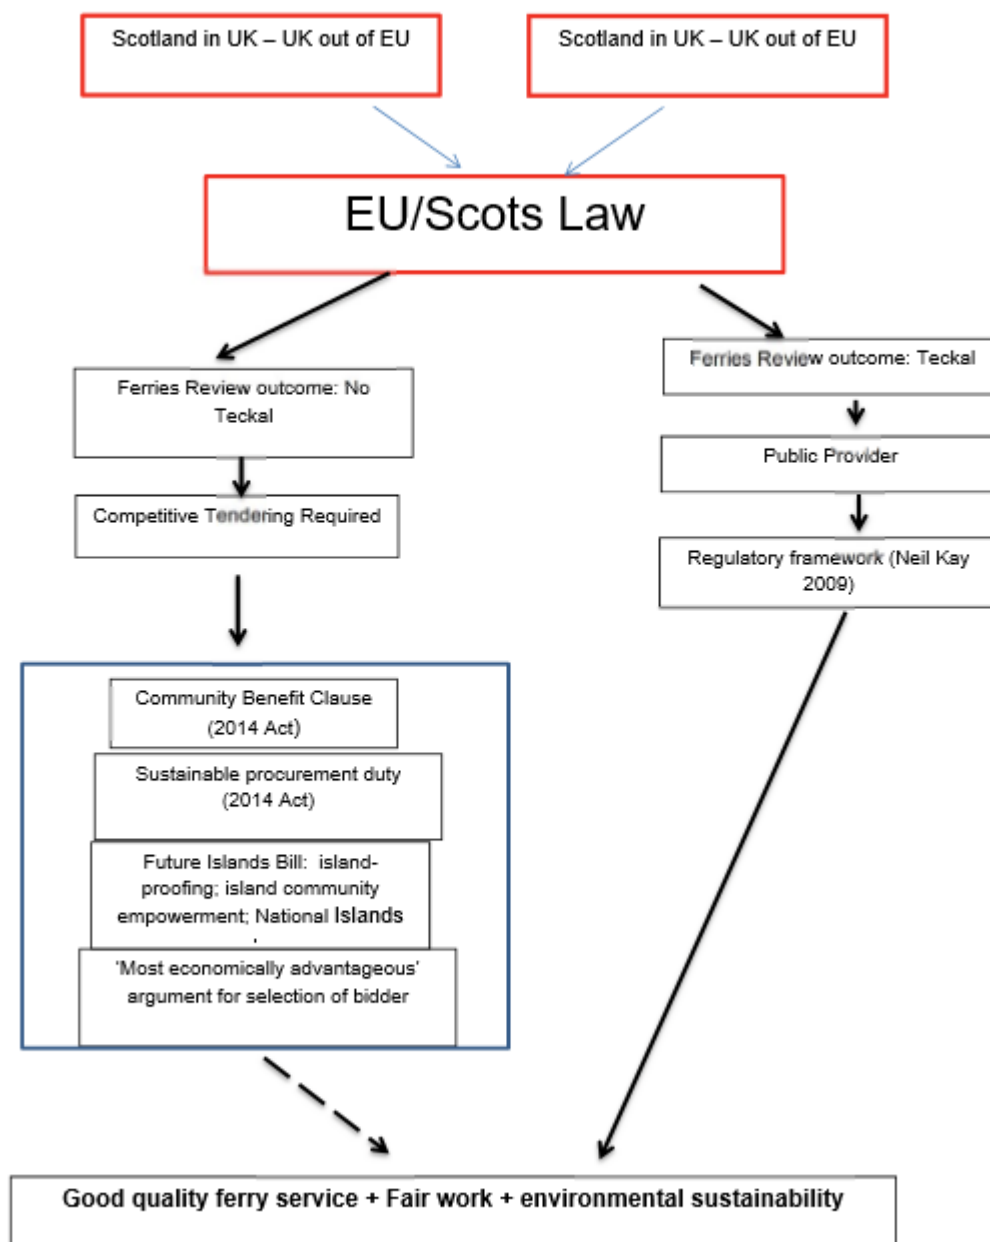 Scotland in UK – UK out of EU
Scotland in UK – UK out of EU
EU/Scots Law
Ferries Review outcome: No
Teckal
Competitive Tendering Required
Community Benefit Clause
(2014 Act)
Sustainable procurement duty
(2014 Act)
Future Islands Bill: island-
proofing; island community
empowerment; National Islands
'Most economically advantageous'
argument for selection of bidder
Ferries Review outcome: Teckal
Public Provider
Regulatory framework (Neil Kay
2009)
Good quality ferry service + Fair work + environmental sustainability